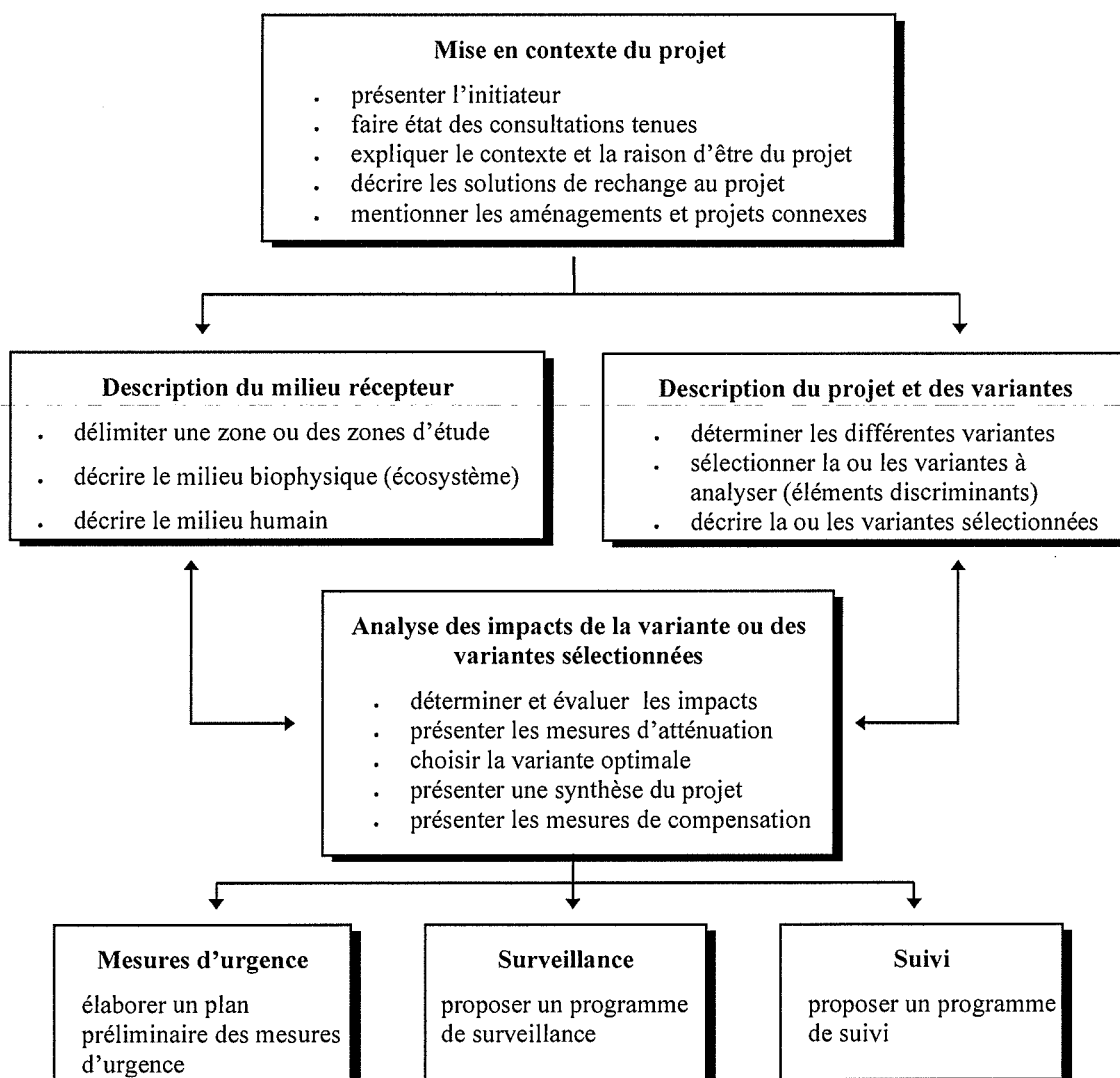 Mise en contexte du projet
. présenter l'initiateur
. faire état des consultations tenues
. expliquer le contexte et la raison d'être du projet
. décrire les solutions de rechange au projet
. mentionner les aménagements et projets connexes
Description du milieu récepteur
. délimiter une zone ou des zones d'étude
. décrire le milieu biophysique (écosystème)
. décrire le milieu humain
Description du projet et des variantes
. déterminer les différentes variantes
. sélectionner la ou les variantes à
analyser (éléments discriminants)
. décrire la ou les variantes sélectionnées
Analyse des impacts de la variante ou des
variantes sélectionnées
. déterminer et évaluer les impacts
. présenter les mesures d'atténuation
. choisir la variante optimale
. présenter une synthèse du projet
. présenter les mesures de compensation
Mesures d'urgence
élaborer un plan
préliminaire des mesures
d'urgence
Surveillance
proposer un programme
de surveillance
Suivi
proposer un programme
de suivi